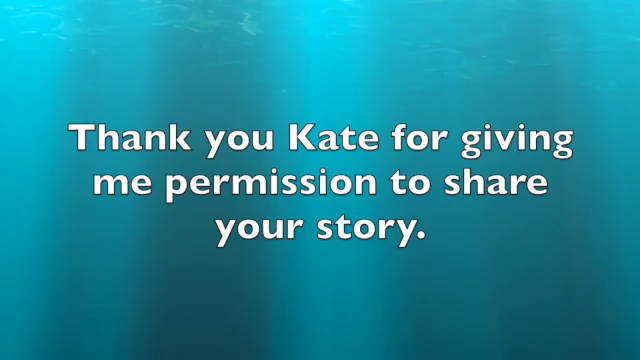 Thank you Kate for giving
me permission to share
your story.